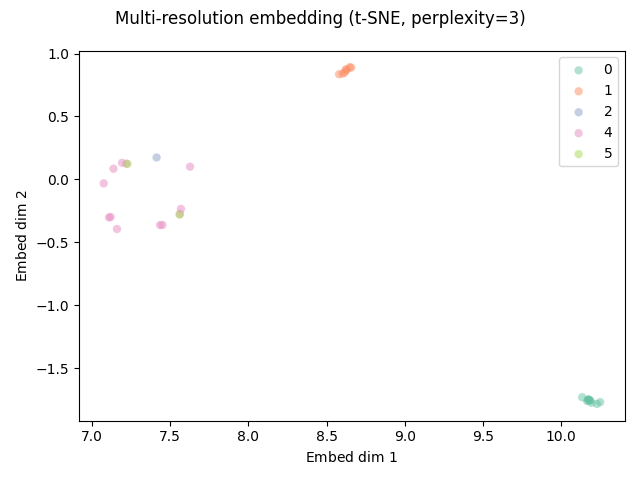 Multi-resolution embedding (t-SNE, perplexity=3)
1.0
0.5
0.0
−0.5
−1.0
−1.5
Embed dim 2
0
1
2
4
5
7.0 7.5 8.0 8.5 9.0 9.5 10.0
Embed dim 1